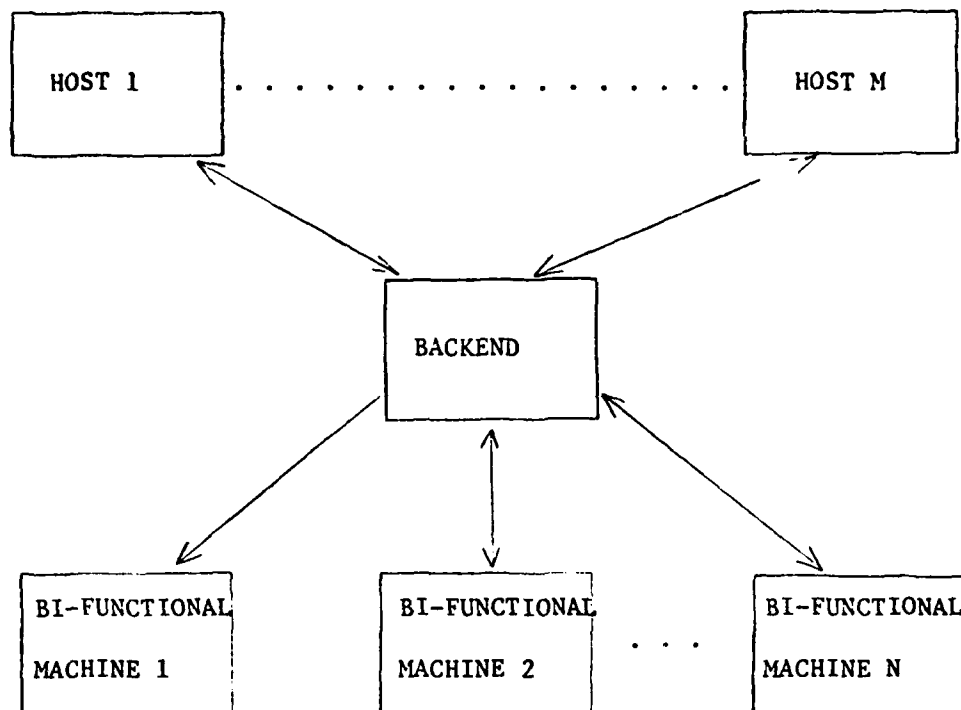 HOST 1
HOST M
BACKEND
BI-FUNCTIONAL
MACHINE 1
BI-FUNCTIONAL
MACHINE 2
BI-FUNCTIONAL
MACHINE N